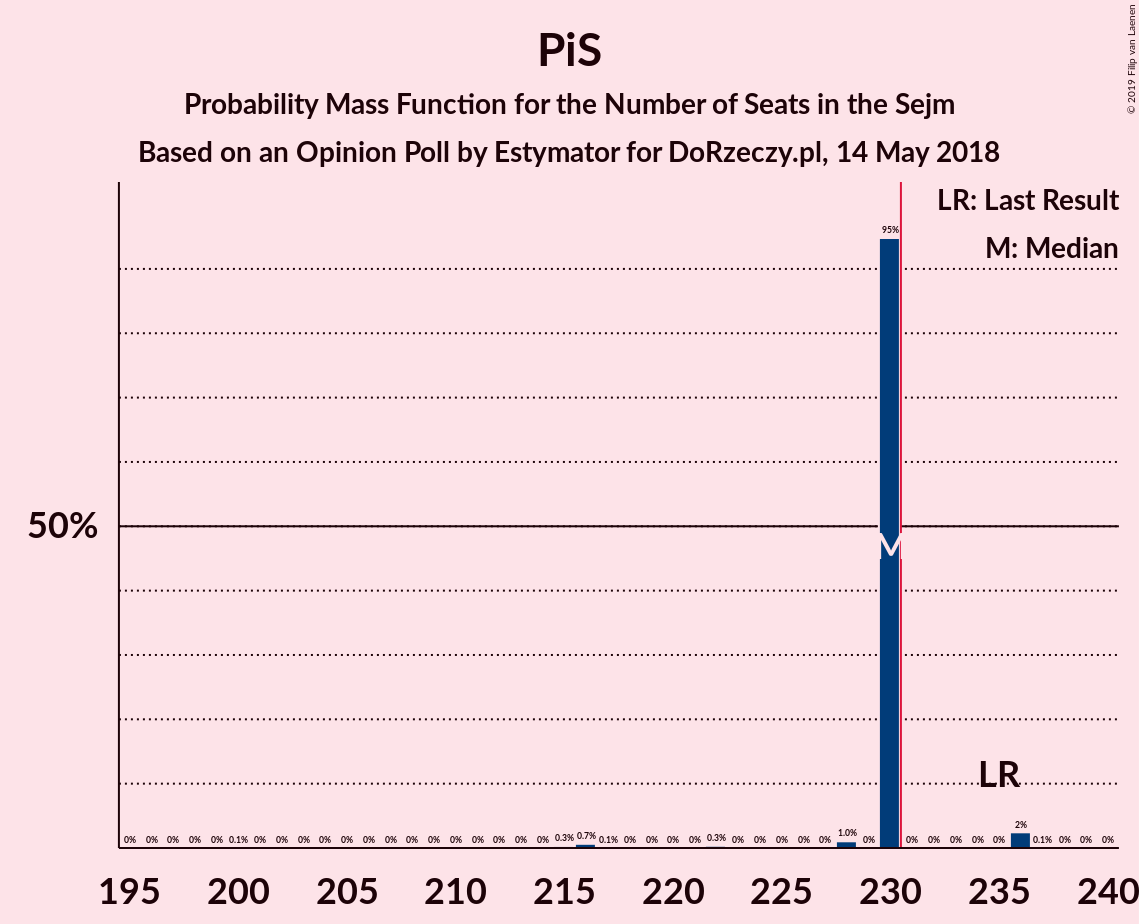 PiS
Probability Mass Function for the Number of Seats in the Sejm
Based on an Opinion Poll by Estymator for DoRzeczy.pl, 14 May 2018
© 2019 Filip van Laenen
LR: Last Result
M: Median
95%
50%
M
LR
0% 0% 0% 0% 0% 0.1% 0% 0% 0% 0% 0% 0% 0% 0% 0% 0% 0% 0% 0% 0% 0.3% 0.7% 0.1% 0% 0% 0% 0% 0.3% 0% 0% 0% 0% 0% 1.0% 0% 0% 0% 0% 0% 0% 2% 0.1% 0% 0% 0%
195 200 205 210 215 220 225 230 235 240